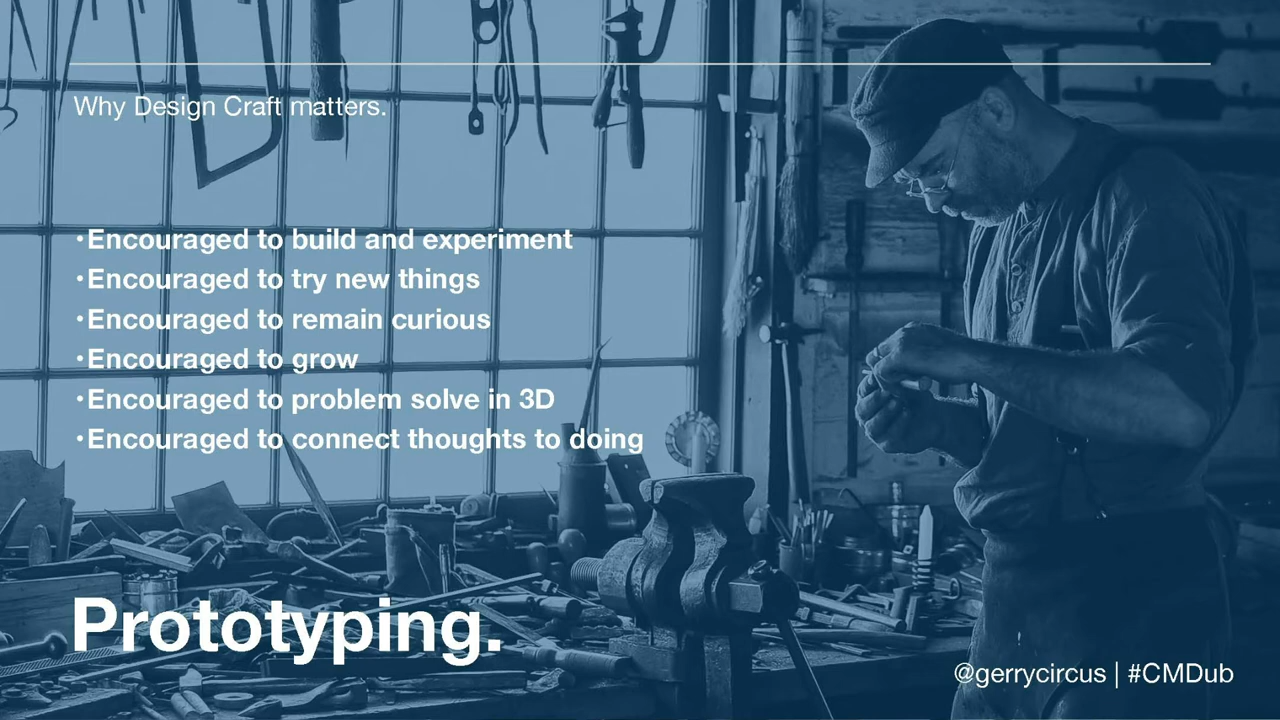 Why Design Craft matters.
•Encouraged to build and experiment
•Encouraged to try new things
•Encouraged to remain curious
•Encouraged to grow
•Encouraged to problem solve in 3D
•Encouraged to connect thoughts to doing
Prototyping.
@gerrycircus | #CMDub